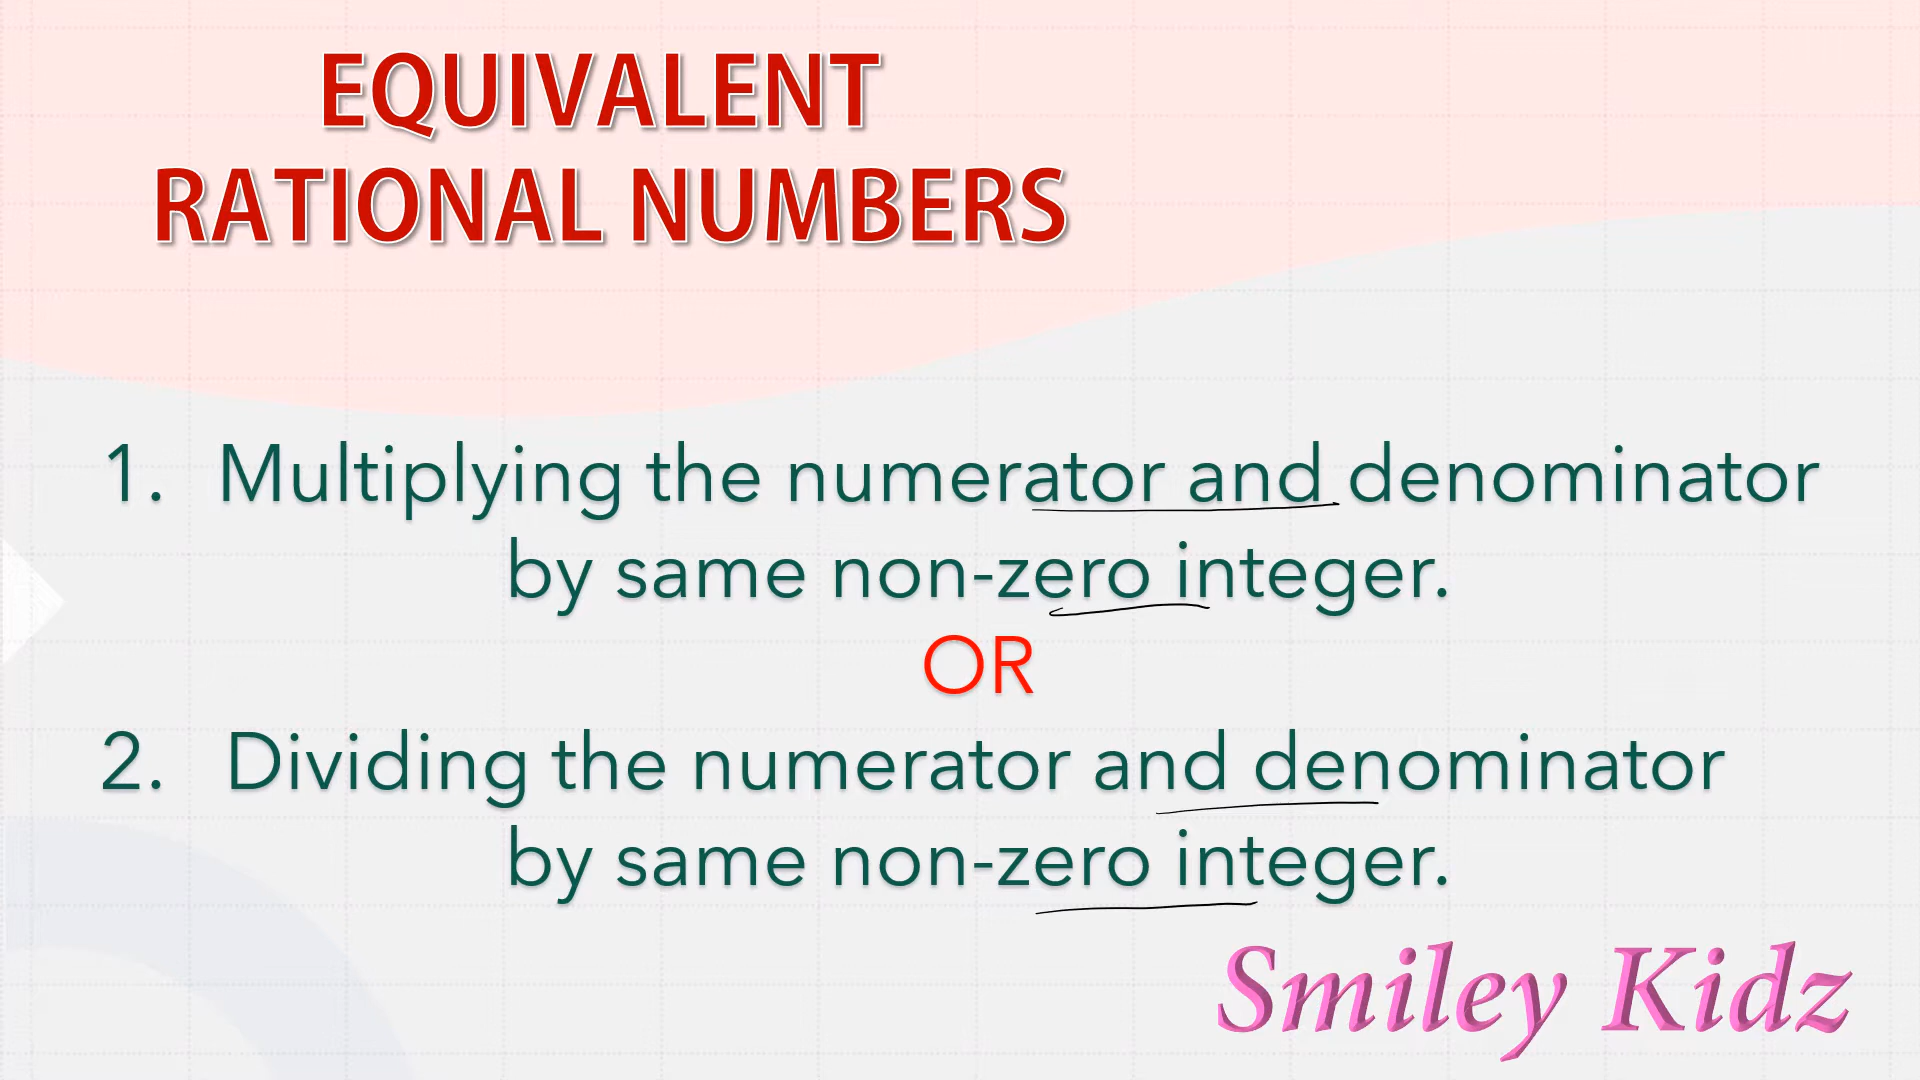 EQUIVALENT
RATIONAL NUMBERS
1. Multiplying the numerator and denominator
by same non-zero integer.
OR
2. Dividing the numerator and denominator
by same non-zero integer.
Smiley Kidz